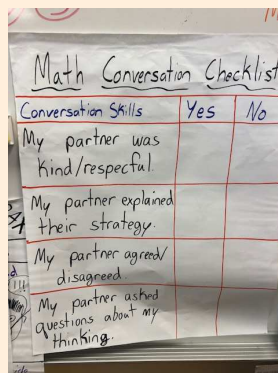 Math Conversation Checklist
Conversation Skills Yes No
My partner was
kind/respecful.
My partner explained
their strategy.
My partner agreed/
disagreed.
My partner asked
questions about my
thinking.